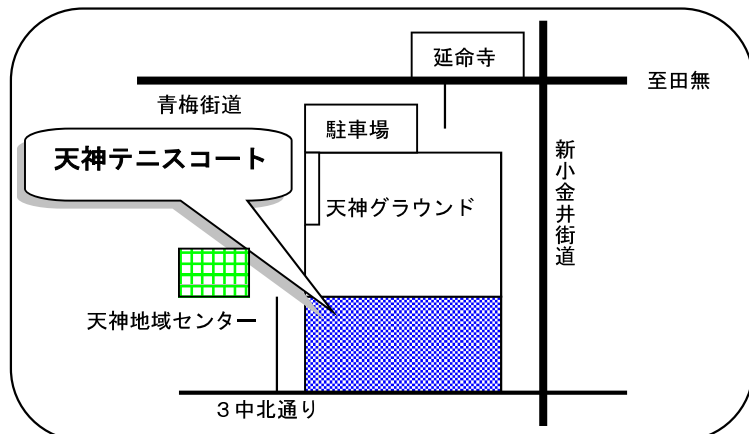 延命寺
至田無
青梅街道
駐車場
天神テニスコート
新小金井街道
天神グラウンド
天神地域センター
３中北通り